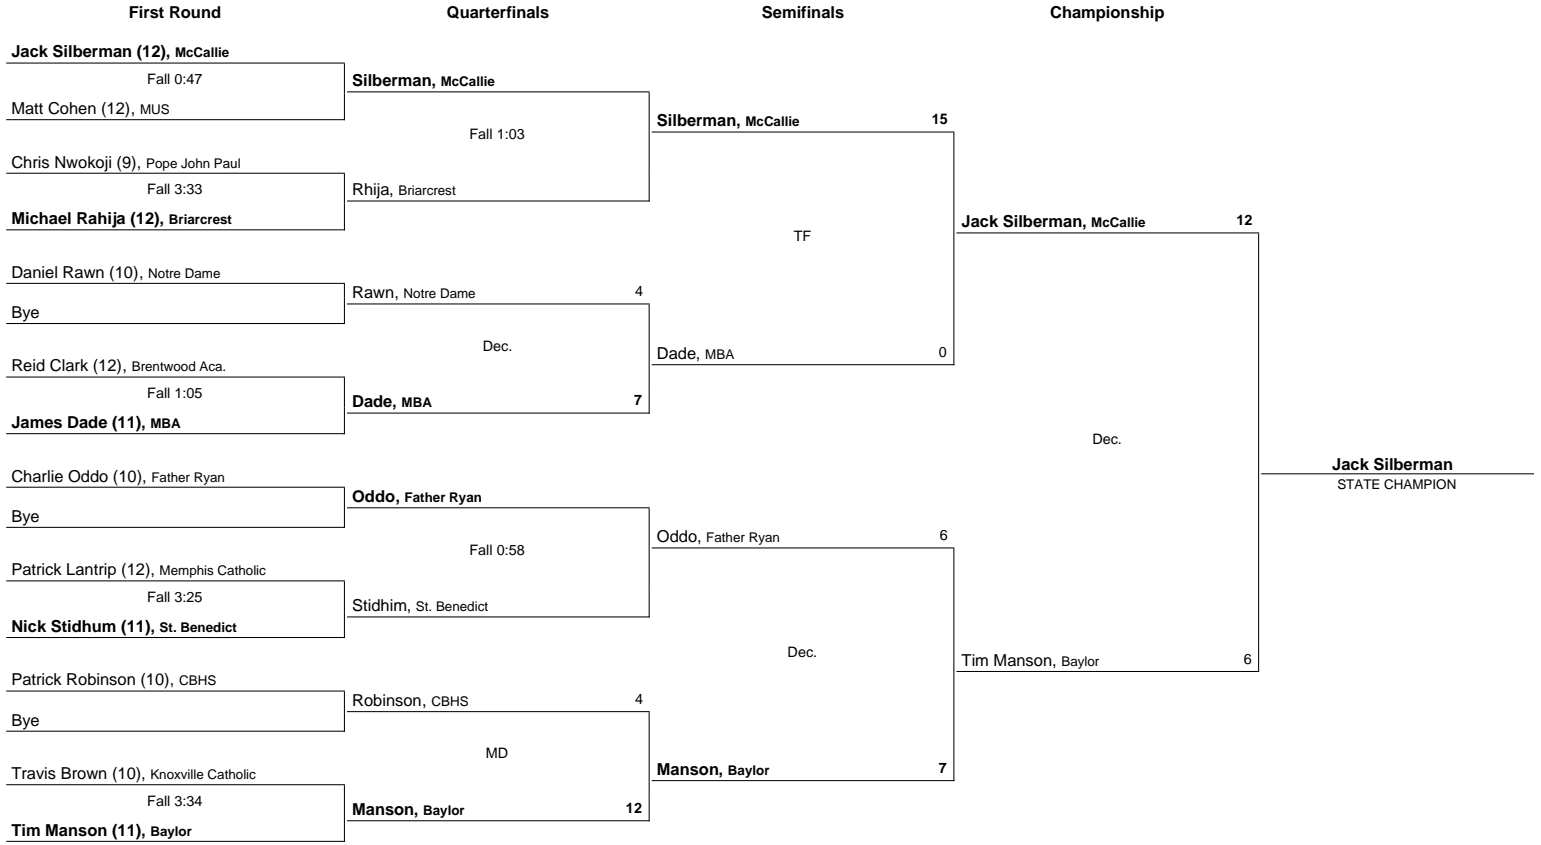 First Round Quarterfinals Semifinals Championship
Jack Silberman (12), McCallie
Fall 0:47
Matt Cohen (12), MUS
Chris Nwokoji (9), Pope John Paul
Fall 3:33
Michael Rahija (12), Briarcrest
Daniel Rawn (10), Notre Dame
Bye
Reid Clark (12), Brentwood Aca.
Fall 1:05
James Dade (11), MBA
Charlie Oddo (10), Father Ryan
Bye
Patrick Lantrip (12), Memphis Catholic
Fall 3:25
Nick Stidhum (11), St. Benedict
Patrick Robinson (10), CBHS
Bye
Travis Brown (10), Knoxville Catholic
Fall 3:34
Tim Manson (11), Baylor
Silberman, McCallie
Fall 1:03
Rhija, Briarcrest
Rawn, Notre Dame 4
Dec.
Dade, MBA 7
Oddo, Father Ryan
Fall 0:58
Stidhim, St. Benedict
Robinson, CBHS 4
MD
Manson, Baylor 12
Silberman, McCallie 15
TF
Dade, MBA 0
Oddo, Father Ryan 6
Dec.
Manson, Baylor 7
Jack Silberman, McCallie 12
Dec.
Tim Manson, Baylor 6
Jack Silberman
STATE CHAMPION